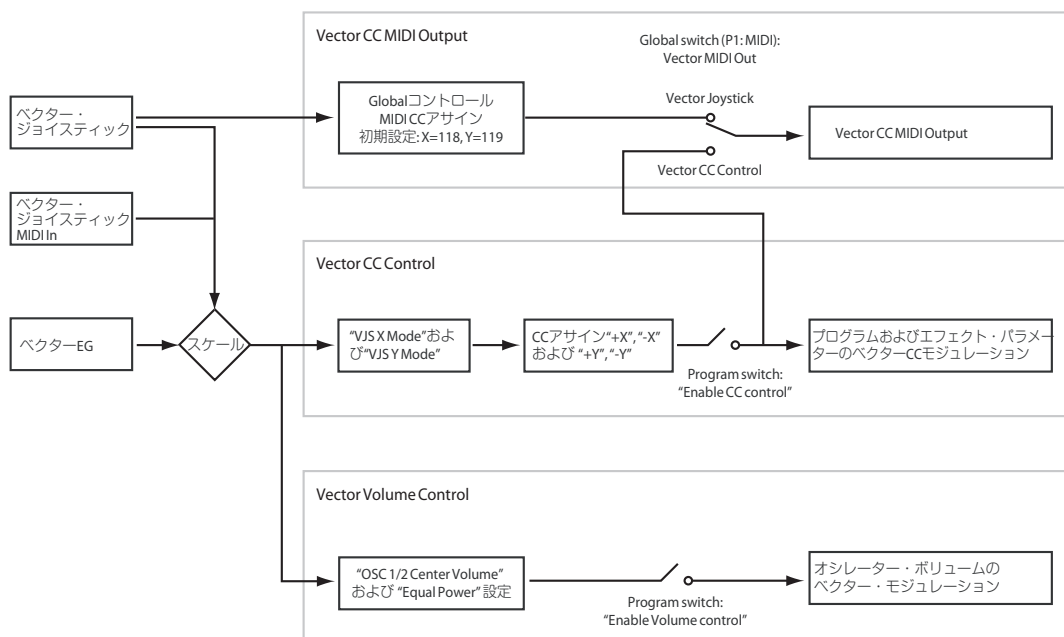 Vector CC MIDI Output
Global switch (P1: MIDI):
Vector MIDI Out
ベクター・
ジョイスティック
Globalコントロール
MIDI CCアサイン
初期設定: X=118, Y=119
Vector Joystick
Vector CC Control
Vector CC MIDI Output
ベクター・
ジョイスティック
MIDI In
Vector CC Control
ベクターEG
スケール
“VJS X Mode”およ
び“VJS Y Mode”
CCアサイン“+X”, “-X”
および “+Y”, “-Y”
Program switch:
“Enable CC control”
プログラムおよびエフェクト・パラメー
ターのベクターCCモジュレーション
Vector Volume Control
“OSC 1/2 Center Volume”
および “Equal Power” 設定
Program switch:
“Enable Volume control”
オシレーター・ボリュームの
ベクター・モジュレーション